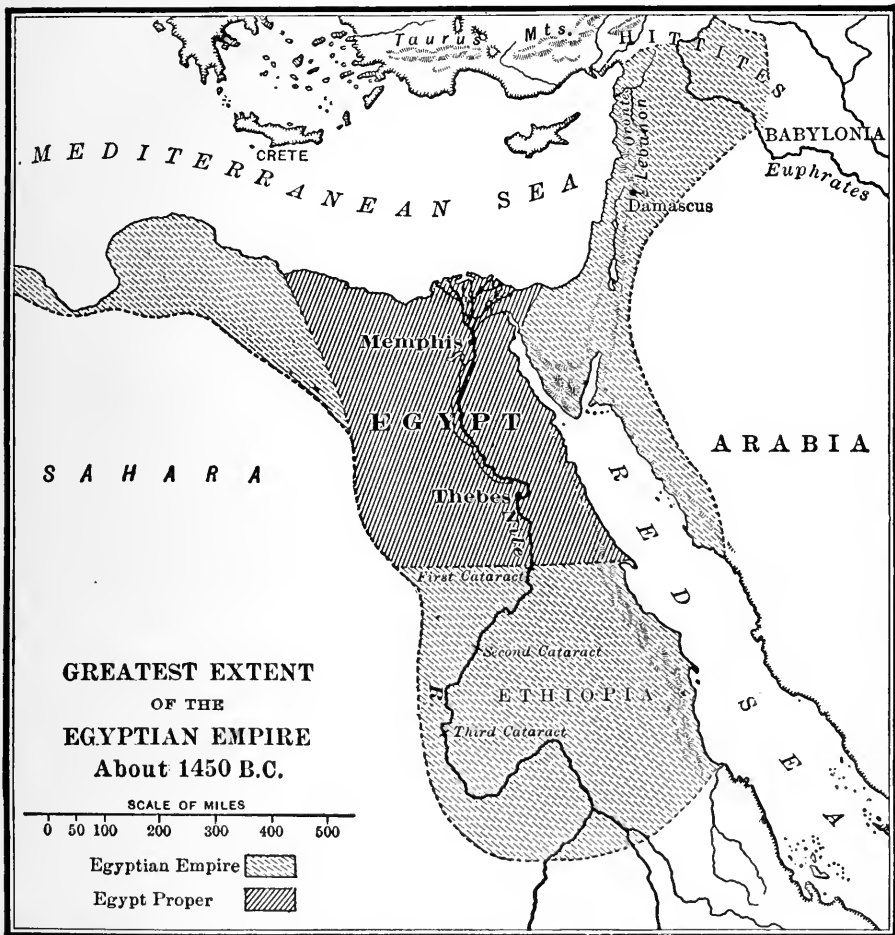 Taurus Mts. HITTITES
CRETE
MEDITERRANEAN SEA
Orontes
Lebanon
BABYLONIA
Euphrates
Damascus
Memphis
EGYPT
ARABIA
SAHARA
Thebes
Nile
RED SEA
First Cataract
Second Cataract
ETHIOPIA
R
Third Cataract
GREATEST EXTENT
OF THE
EGYPTIAN EMPIRE
About 1450 B.C.
SCALE OF MILES
0 50 100 200 300 400 500
Egyptian Empire
Egypt Proper